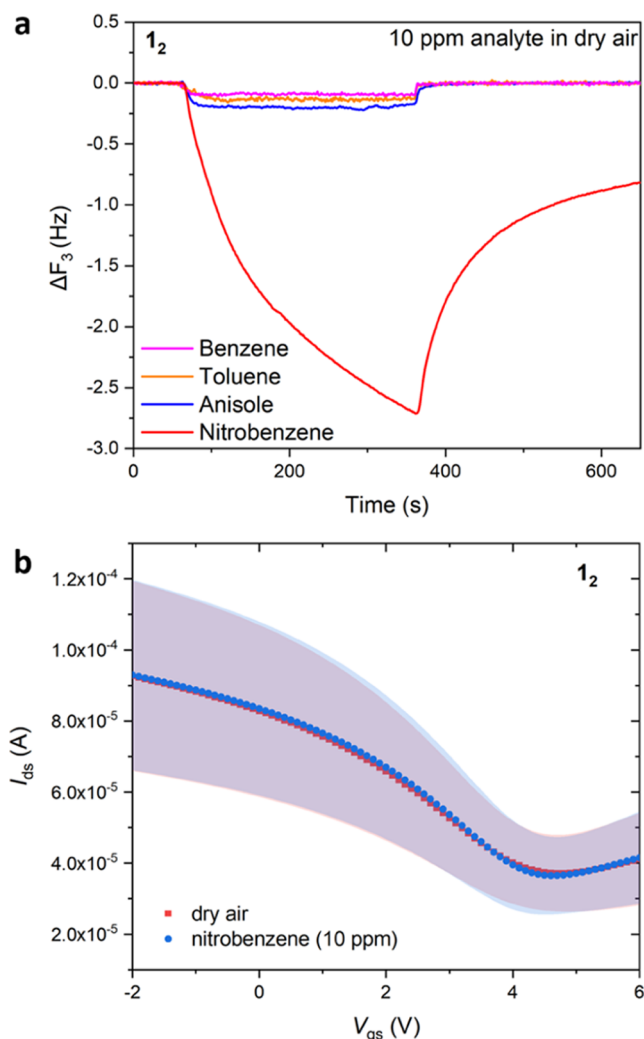 a
1₂
10 ppm analyte in dry air
0.5
0.0
-0.5
-1.0
-1.5
-2.0
-2.5
-3.0
ΔF₃ (Hz)
Benzene
Toluene
Anisole
Nitrobenzene
0
200
400
600
Time (s)
b
1₂
1.2x10⁻⁴
1.0x10⁻⁴
8.0x10⁻⁵
6.0x10⁻⁵
4.0x10⁻⁵
2.0x10⁻⁵
I_ds (A)
dry air
nitrobenzene (10 ppm)
-2
0
2
4
6
V_gs (V)